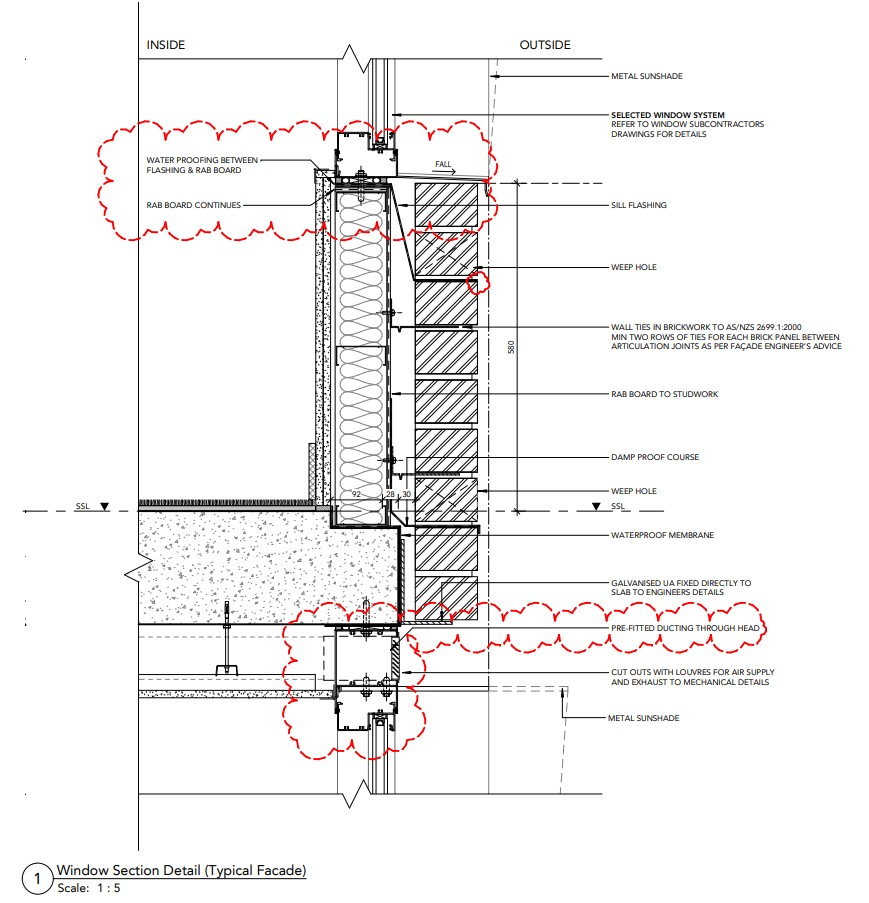 INSIDE
OUTSIDE
METAL SUNSHADE
SELECTED WINDOW SYSTEM
REFER TO WINDOW SUBCONTRACTORS
DRAWINGS FOR DETAILS
WATER PROOFING BETWEEN
FLASHING & RAB BOARD
FALL
RAB BOARD CONTINUES
SILL FLASHING
WEEP HOLE
WALL TIES IN BRICKWORK TO AS/NZS 2699.1:2000
MIN TWO ROWS OF TIES FOR EACH BRICK PANEL BETWEEN
ARTICULATION JOINTS AS PER FAÇADE ENGINEER'S ADVICE
580
RAB BOARD TO STUDWORK
DAMP PROOF COURSE
WEEP HOLE
92
28
30
SSL
SSL
WATERPROOF MEMBRANE
GALVANISED UA FIXED DIRECTLY TO
SLAB TO ENGINEERS DETAILS
PRE-FITTED DUCTING THROUGH HEAD
CUT OUTS WITH LOUVRES FOR AIR SUPPLY
AND EXHAUST TO MECHANICAL DETAILS
METAL SUNSHADE
1
Window Section Detail (Typical Facade)
Scale: 1 : 5